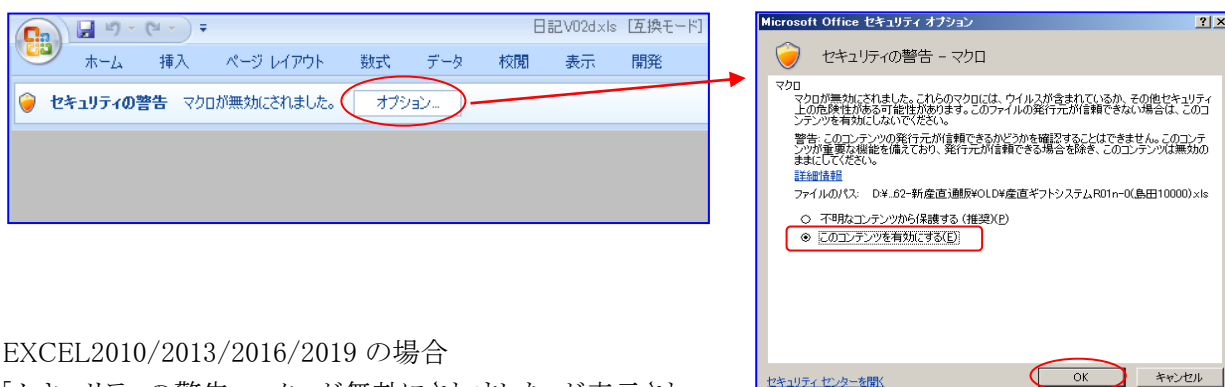 日記V02d.xls [互換モード]
ホーム 挿入 ページ レイアウト 数式 データ 校閲 表示 開発
セキュリティの警告 マクロが無効にされました。 オプション...
Microsoft Office セキュリティ オプション
セキュリティの警告 - マクロ
マクロ
マクロが無効にされました。これらのマクロには、ウイルスが含まれているか、その他セキュリティ
上の危険性がある可能性があります。このファイルの発行元が信頼できない場合は、このコ
ンテンツを有効にしないでください。
警告: このコンテンツの発行元が信頼できるかどうかを確認することはできません。このコンテ
ンツが重要な機能を備えており、発行元が信頼できる場合を除き、このコンテンツは無効の
ままにしてください。
詳細情報
ファイルのパス: D:¥..62-新産直通販¥OLD¥産直ギフトシステムR01n-0(島田10000).xls
不明なコンテンツから保護する (推奨)(P)
このコンテンツを有効にする(E)
セキュリティ センターを開く
OK キャンセル
EXCEL2010/2013/2016/2019 の場合